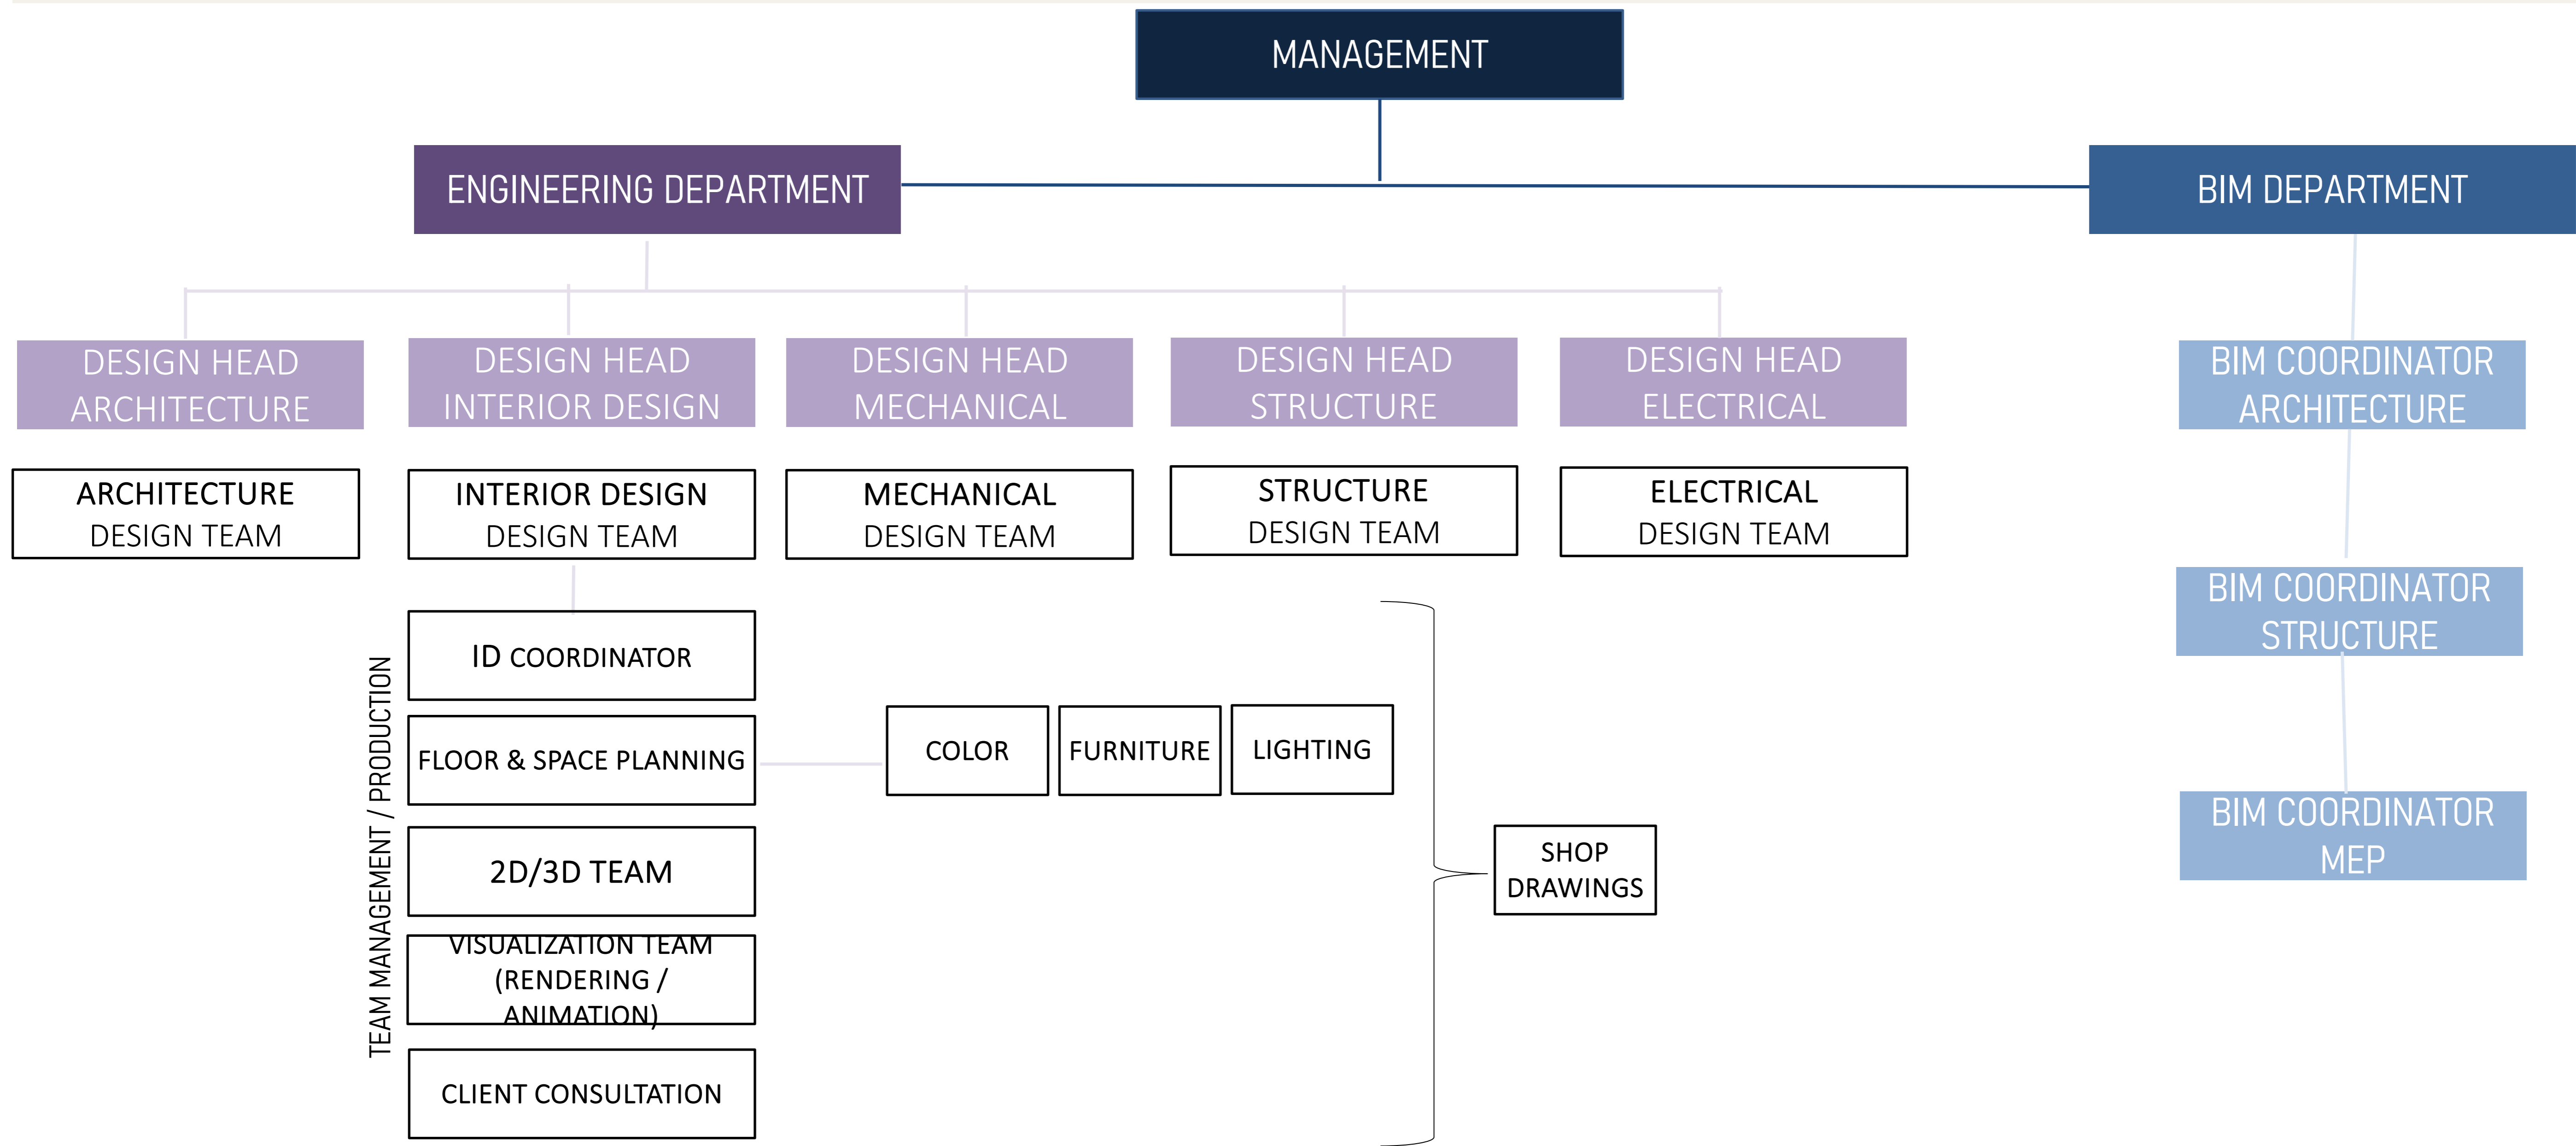 MANAGEMENT
ENGINEERING DEPARTMENT
BIM DEPARTMENT
DESIGN HEAD
ARCHITECTURE
DESIGN HEAD
INTERIOR DESIGN
DESIGN HEAD
MECHANICAL
DESIGN HEAD
STRUCTURE
DESIGN HEAD
ELECTRICAL
BIM COORDINATOR
ARCHITECTURE
ARCHITECTURE
DESIGN TEAM
INTERIOR DESIGN
DESIGN TEAM
MECHANICAL
DESIGN TEAM
STRUCTURE
DESIGN TEAM
ELECTRICAL
DESIGN TEAM
BIM COORDINATOR
STRUCTURE
TEAM MANAGEMENT / PRODUCTION
ID COORDINATOR
FLOOR & SPACE PLANNING
COLOR
FURNITURE
LIGHTING
2D/3D TEAM
SHOP
DRAWINGS
BIM COORDINATOR
MEP
VISUALIZATION TEAM
(RENDERING /
ANIMATION)
CLIENT CONSULTATION